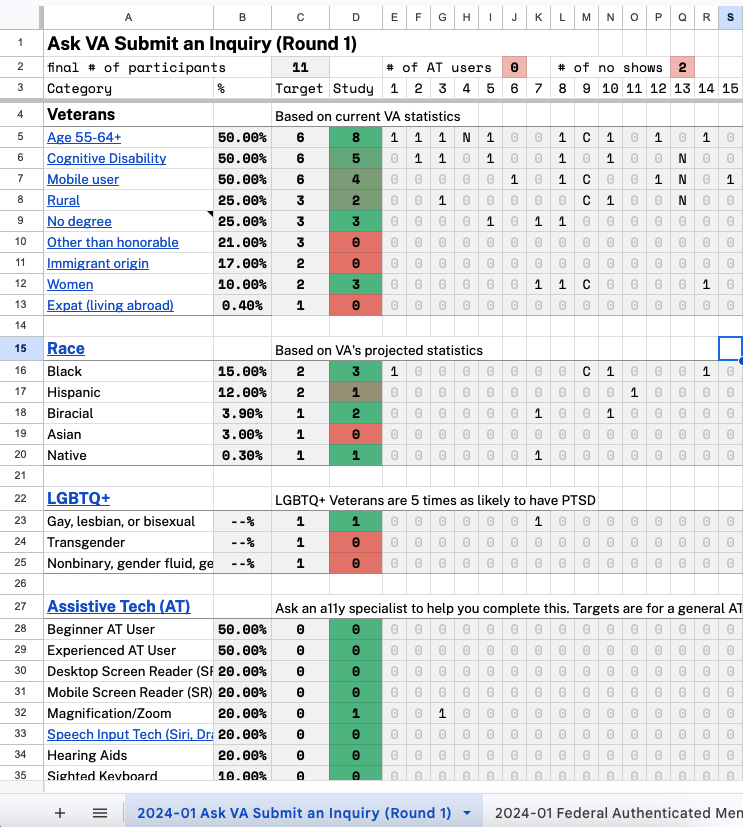 A B C D E F G H I J K L M N O P Q R S
1 Ask VA Submit an Inquiry (Round 1)
2 final # of participants 11 # of AT users 0 # of no shows 2
3 Category % Target Study 1 2 3 4 5 6 7 8 9 10 11 12 13 14 15
4 Veterans Based on current VA statistics
5 Age 55-64+ 50.00% 6 8 1 1 1 N 1 0 0 1 C 1 0 1 0 1 0
6 Cognitive Disability 50.00% 6 5 0 1 1 0 1 0 0 1 0 1 0 0 N 0 0
7 Mobile user 50.00% 6 4 0 0 0 0 0 1 0 1 C 0 0 1 N 0 1
8 Rural 25.00% 3 2 0 0 1 0 0 0 0 0 C 1 0 0 N 0 0
9 No degree 25.00% 3 3 0 0 0 0 1 0 1 1 0 0 0 0 0 0 0
10 Other than honorable 21.00% 3 0 0 0 0 0 0 0 0 0 0 0 0 0 0 0 0
11 Immigrant origin 17.00% 2 0 0 0 0 0 0 0 0 0 0 0 0 0 0 0 0
12 Women 10.00% 2 3 0 0 0 0 0 0 1 1 C 0 0 0 0 1 0
13 Expat (living abroad) 0.40% 1 0 0 0 0 0 0 0 0 0 0 0 0 0 0 0 0
14
15 Race Based on VA's projected statistics
16 Black 15.00% 2 3 1 0 0 0 0 0 0 0 C 1 0 0 0 1 0
17 Hispanic 12.00% 2 1 0 0 0 0 0 0 0 0 0 0 1 0 0 0 0
18 Biracial 3.90% 1 2 0 0 0 0 0 0 1 0 0 1 0 0 0 0 0
19 Asian 3.00% 1 0 0 0 0 0 0 0 0 0 0 0 0 0 0 0 0
20 Native 0.30% 1 1 0 0 0 0 0 0 1 0 0 0 0 0 0 0 0
21
22 LGBTQ+ LGBTQ+ Veterans are 5 times as likely to have PTSD
23 Gay, lesbian, or bisexual --% 1 1 0 0 0 0 0 0 1 0 0 0 0 0 0 0 0
24 Transgender --% 1 0 0 0 0 0 0 0 0 0 0 0 0 0 0 0 0
25 Nonbinary, gender fluid, ge --% 1 0 0 0 0 0 0 0 0 0 0 0 0 0 0 0 0
26
27 Assistive Tech (AT) Ask an a11y specialist to help you complete this. Targets are for a general AT
28 Beginner AT User 50.00% 0 0 0 0 0 0 0 0 0 0 0 0 0 0 0 0 0
29 Experienced AT User 50.00% 0 0 0 0 0 0 0 0 0 0 0 0 0 0 0 0 0
30 Desktop Screen Reader (SR 20.00% 0 0 0 0 0 0 0 0 0 0 0 0 0 0 0 0 0
31 Mobile Screen Reader (SR) 20.00% 0 0 0 0 0 0 0 0 0 0 0 0 0 0 0 0 0
32 Magnification/Zoom 20.00% 0 1 0 0 1 0 0 0 0 0 0 0 0 0 0 0 0
33 Speech Input Tech (Siri, Dra 20.00% 0 0 0 0 0 0 0 0 0 0 0 0 0 0 0 0 0
34 Hearing Aids 20.00% 0 0 0 0 0 0 0 0 0 0 0 0 0 0 0 0 0
35 Sighted Keyboard 10.00% 0 0 0 0 0 0 0 0 0 0 0 0 0 0 0 0 0
2024-01 Ask VA Submit an Inquiry (Round 1) 2024-01 Federal Authenticated Men